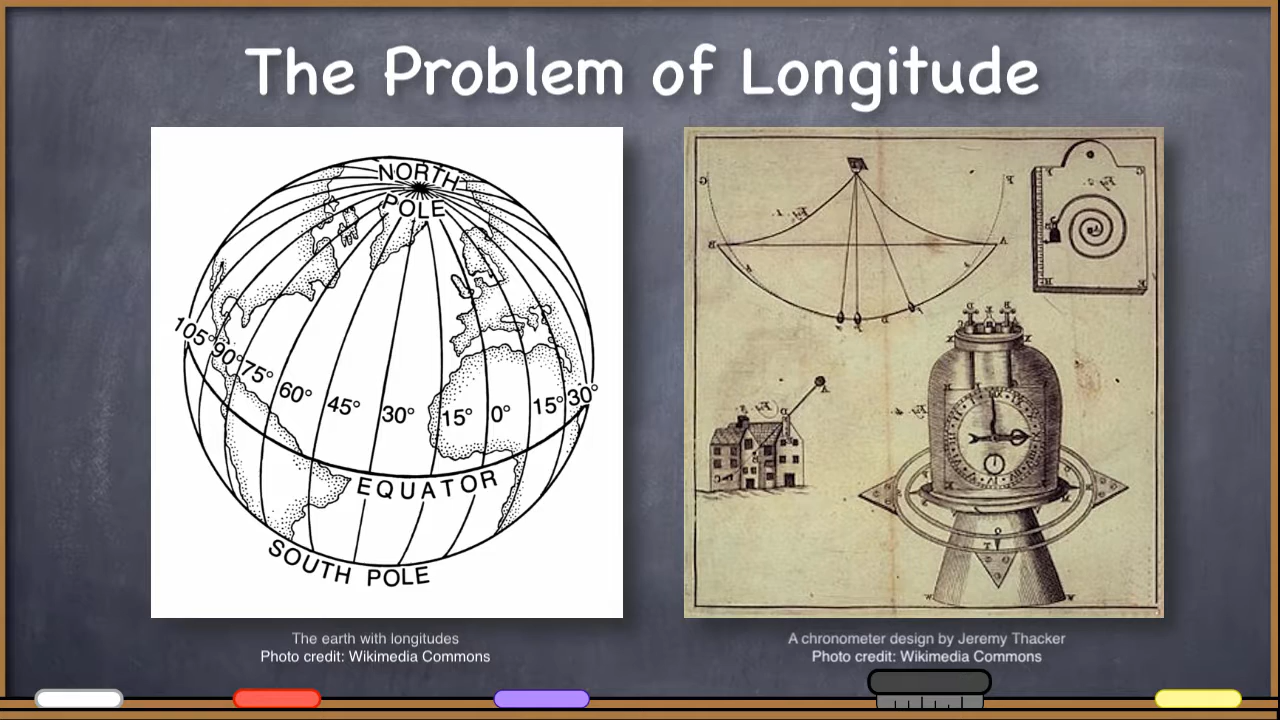 The Problem of Longitude
NORTH
POLE
105° 90° 75° 60° 45° 30° 15° 0° 15° 30°
EQUATOR
SOUTH POLE
The earth with longitudes
Photo credit: Wikimedia Commons
A chronometer design by Jeremy Thacker
Photo credit: Wikimedia Commons